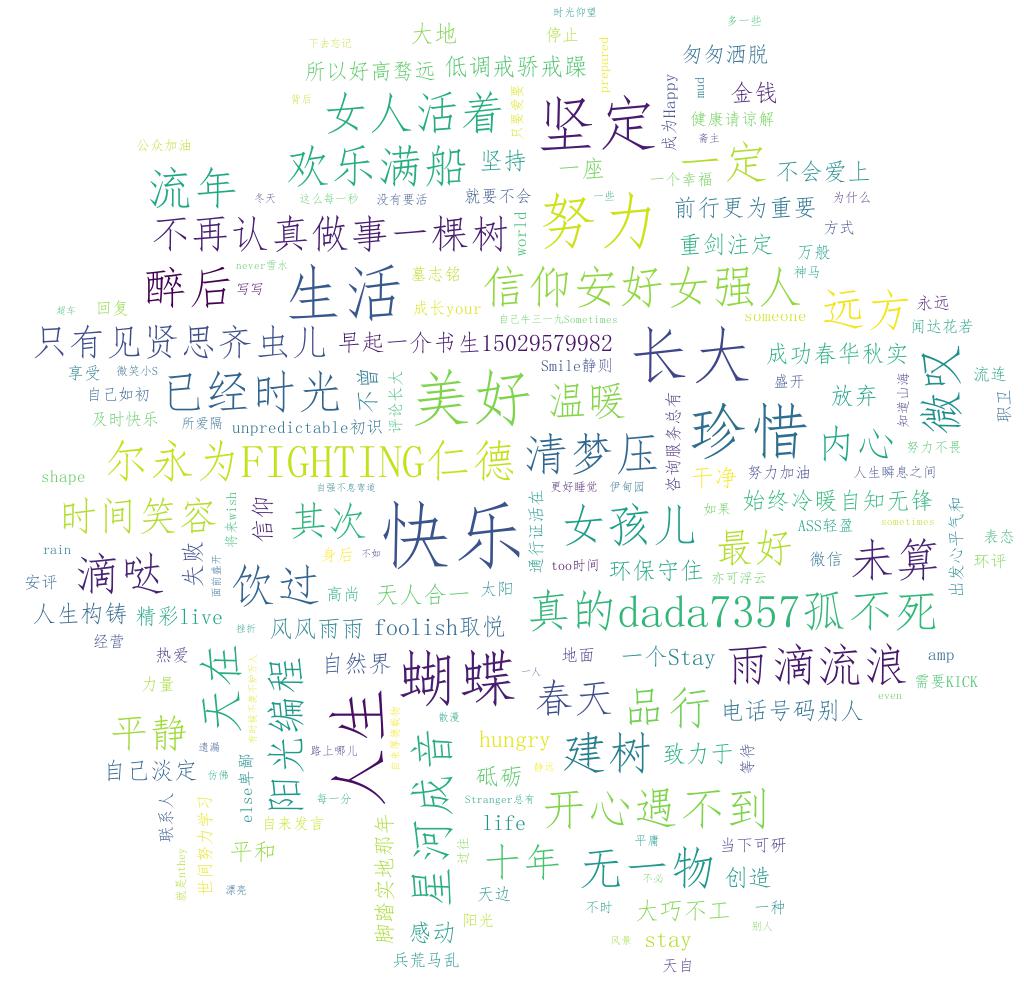 时光仰望
多一些
下去忘记
大地
停止
匆匆洒脱
所以好高骛远
低调戒骄戒躁
prepared
mud
金钱
背后
女人活着
只要爱要
坚定
成为Happy
健康请谅解
斋主
公众加油
欢乐满船
坚持
一座
一定
一个幸福
不会爱上
流年
冬天
这么每一秒
没有要活
就要不会
一些
前行更为重要
为什么
不再认真做事一棵树
world
努力
重剑注定
方式
万般
never雪水
醉后
写写
生活
墓志铭
信仰安好女强人
神马
超车
回复
成长your
自己牛三一九Sometimes
someone
远方
永远
闻达花若
只有见贤思齐虫儿
早起一介书生15029579982
长大
成功春华秋实
享受
微笑小S
Smile静则
盛开
微叹
流连
自己如初
已经时光
不曾
评论长大
美好
温暖
咨询服务总有
珍惜
放弃
知道山海
职卫
及时快乐
所爱隔
unpredictable初识
内心
努力不畏
尔永为FIGHTING仁德
清梦压
干净
努力加油
人生瞬息之间
shape
自强不息弯道
更好睡觉
伊甸园
时间笑容
将来wish
信仰
其次
快乐
通行证活在
女孩儿
如果
始终冷暖自知无锋
ASS轻盈
sometimes
出发心平气和
表态
rain
失败
身后
不如
最好
微信
未算
环评
安评
滴哒
面前盛开
饮过
高尚
天人合一
太阳
too时间
环保守住
亦可浮云
人生构铸
精彩live
挫折
风风雨雨
foolish取悦
真的dada7357孤不死
经营
热爱
天在
阳光编程
自然界
人生
蝴蝶
一人
地面
一个Stay
雨滴流浪
amp
力量
春天
需要KICK
even
平静
遗漏
路上哪儿
散漫
品行
电话号码别人
自己淡定
仿佛
else卑鄙
星河成音
hungry
静远
建树
致力于
等待
联系人
每一分
砥砺
Stranger总有
开心遇不到
世间努力学习
自来发言
脚踏实地那年
life
就是nthey
平和
过往
十年
平庸
当下可研
漂亮
天边
无一物
不必
创造
感动
阳光
不时
大巧不工
一种
兵荒马乱
风景
stay
别人
天自